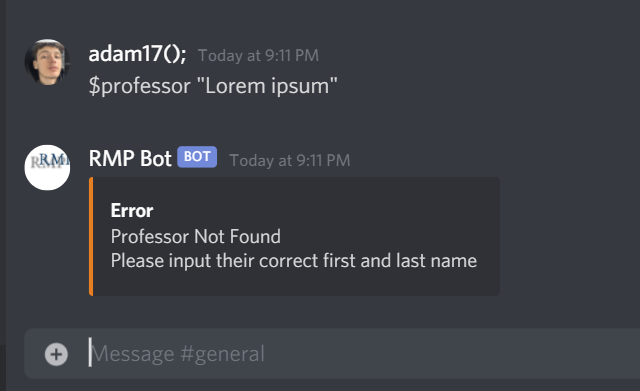 adam17(); Today at 9:11 PM
$professor "Lorem ipsum"
RMP RMP
RMP Bot BOT Today at 9:11 PM
Error
Professor Not Found
Please input their correct first and last name
Message #general